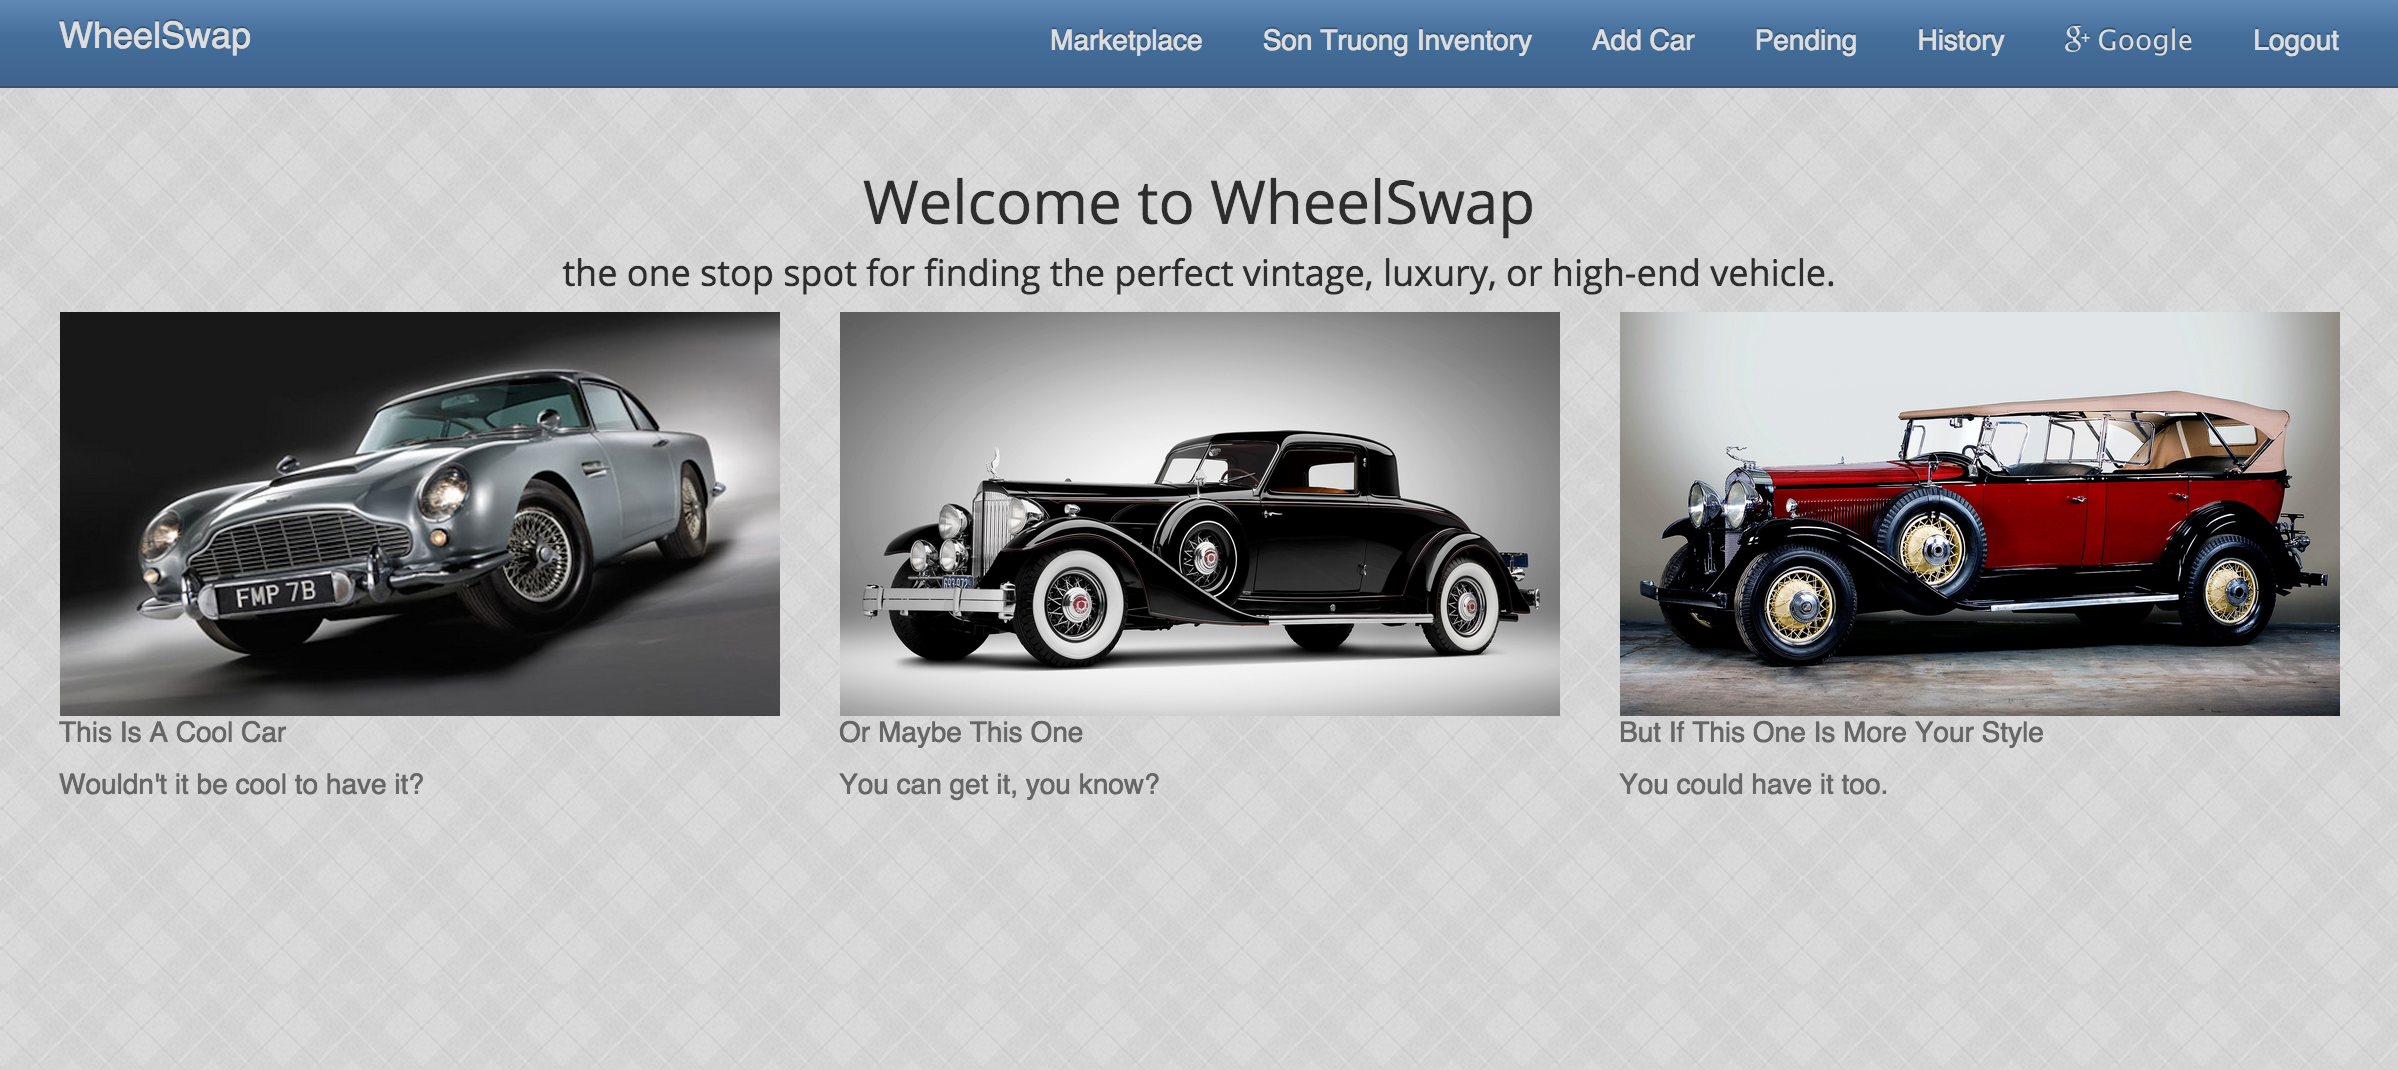 WheelSwap
Marketplace Son Truong Inventory Add Car Pending History g+ Google Logout
Welcome to WheelSwap
the one stop spot for finding the perfect vintage, luxury, or high-end vehicle.
FMP 7B
This Is A Cool Car
Or Maybe This One
But If This One Is More Your Style
Wouldn't it be cool to have it?
You can get it, you know?
You could have it too.